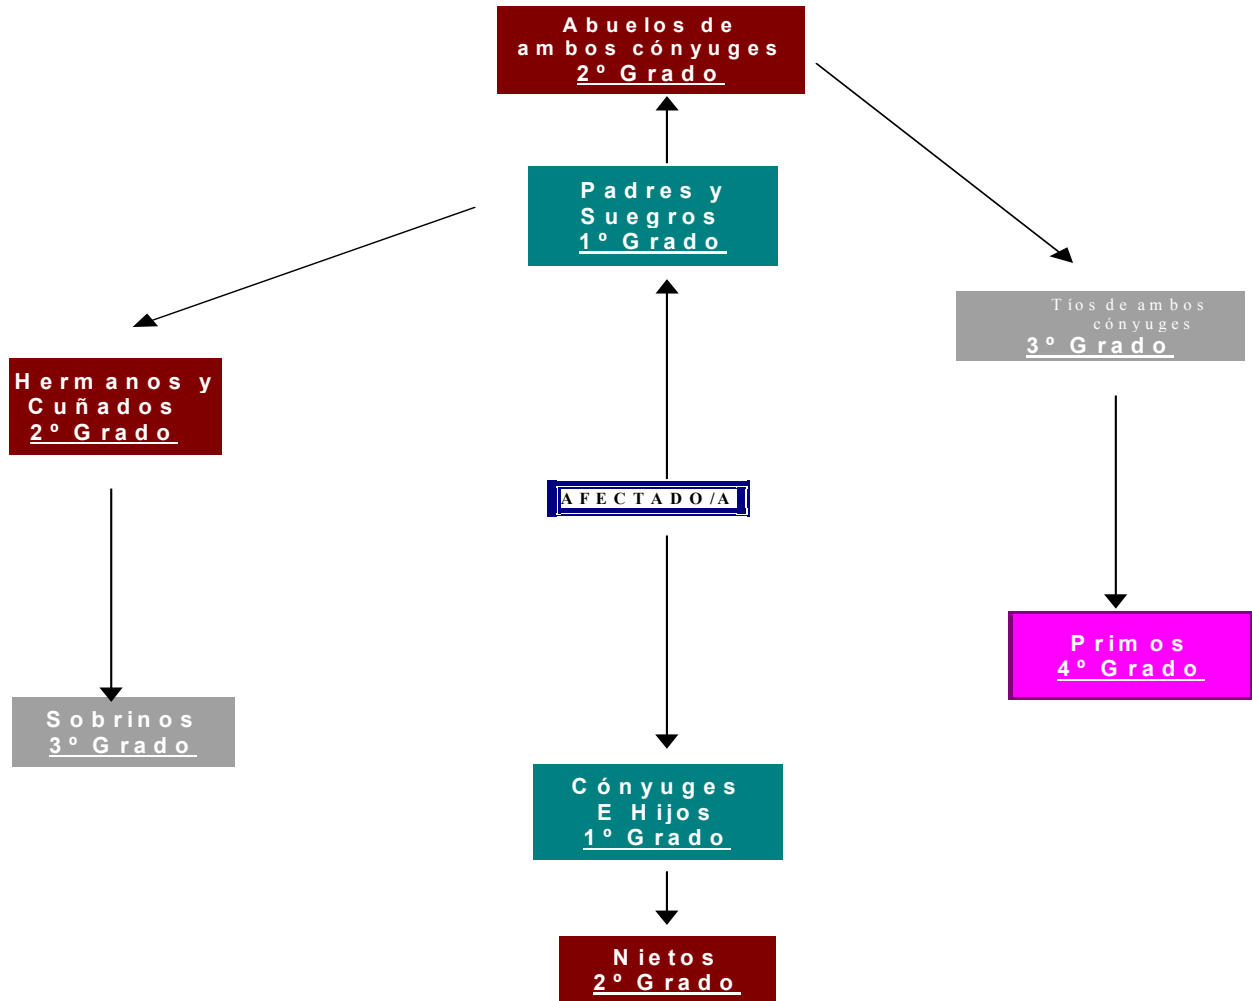 Abuelos de
ambos cónyuges
2º Grado
Padres y
Suegros
1º Grado
Tíos de ambos
cónyuges
3º Grado
Hermanos y
Cuñados
2º Grado
AFECTADO/A
Primos
4º Grado
Sobrinos
3º Grado
Cónyuges
E Hijos
1º Grado
Nietos
2º Grado